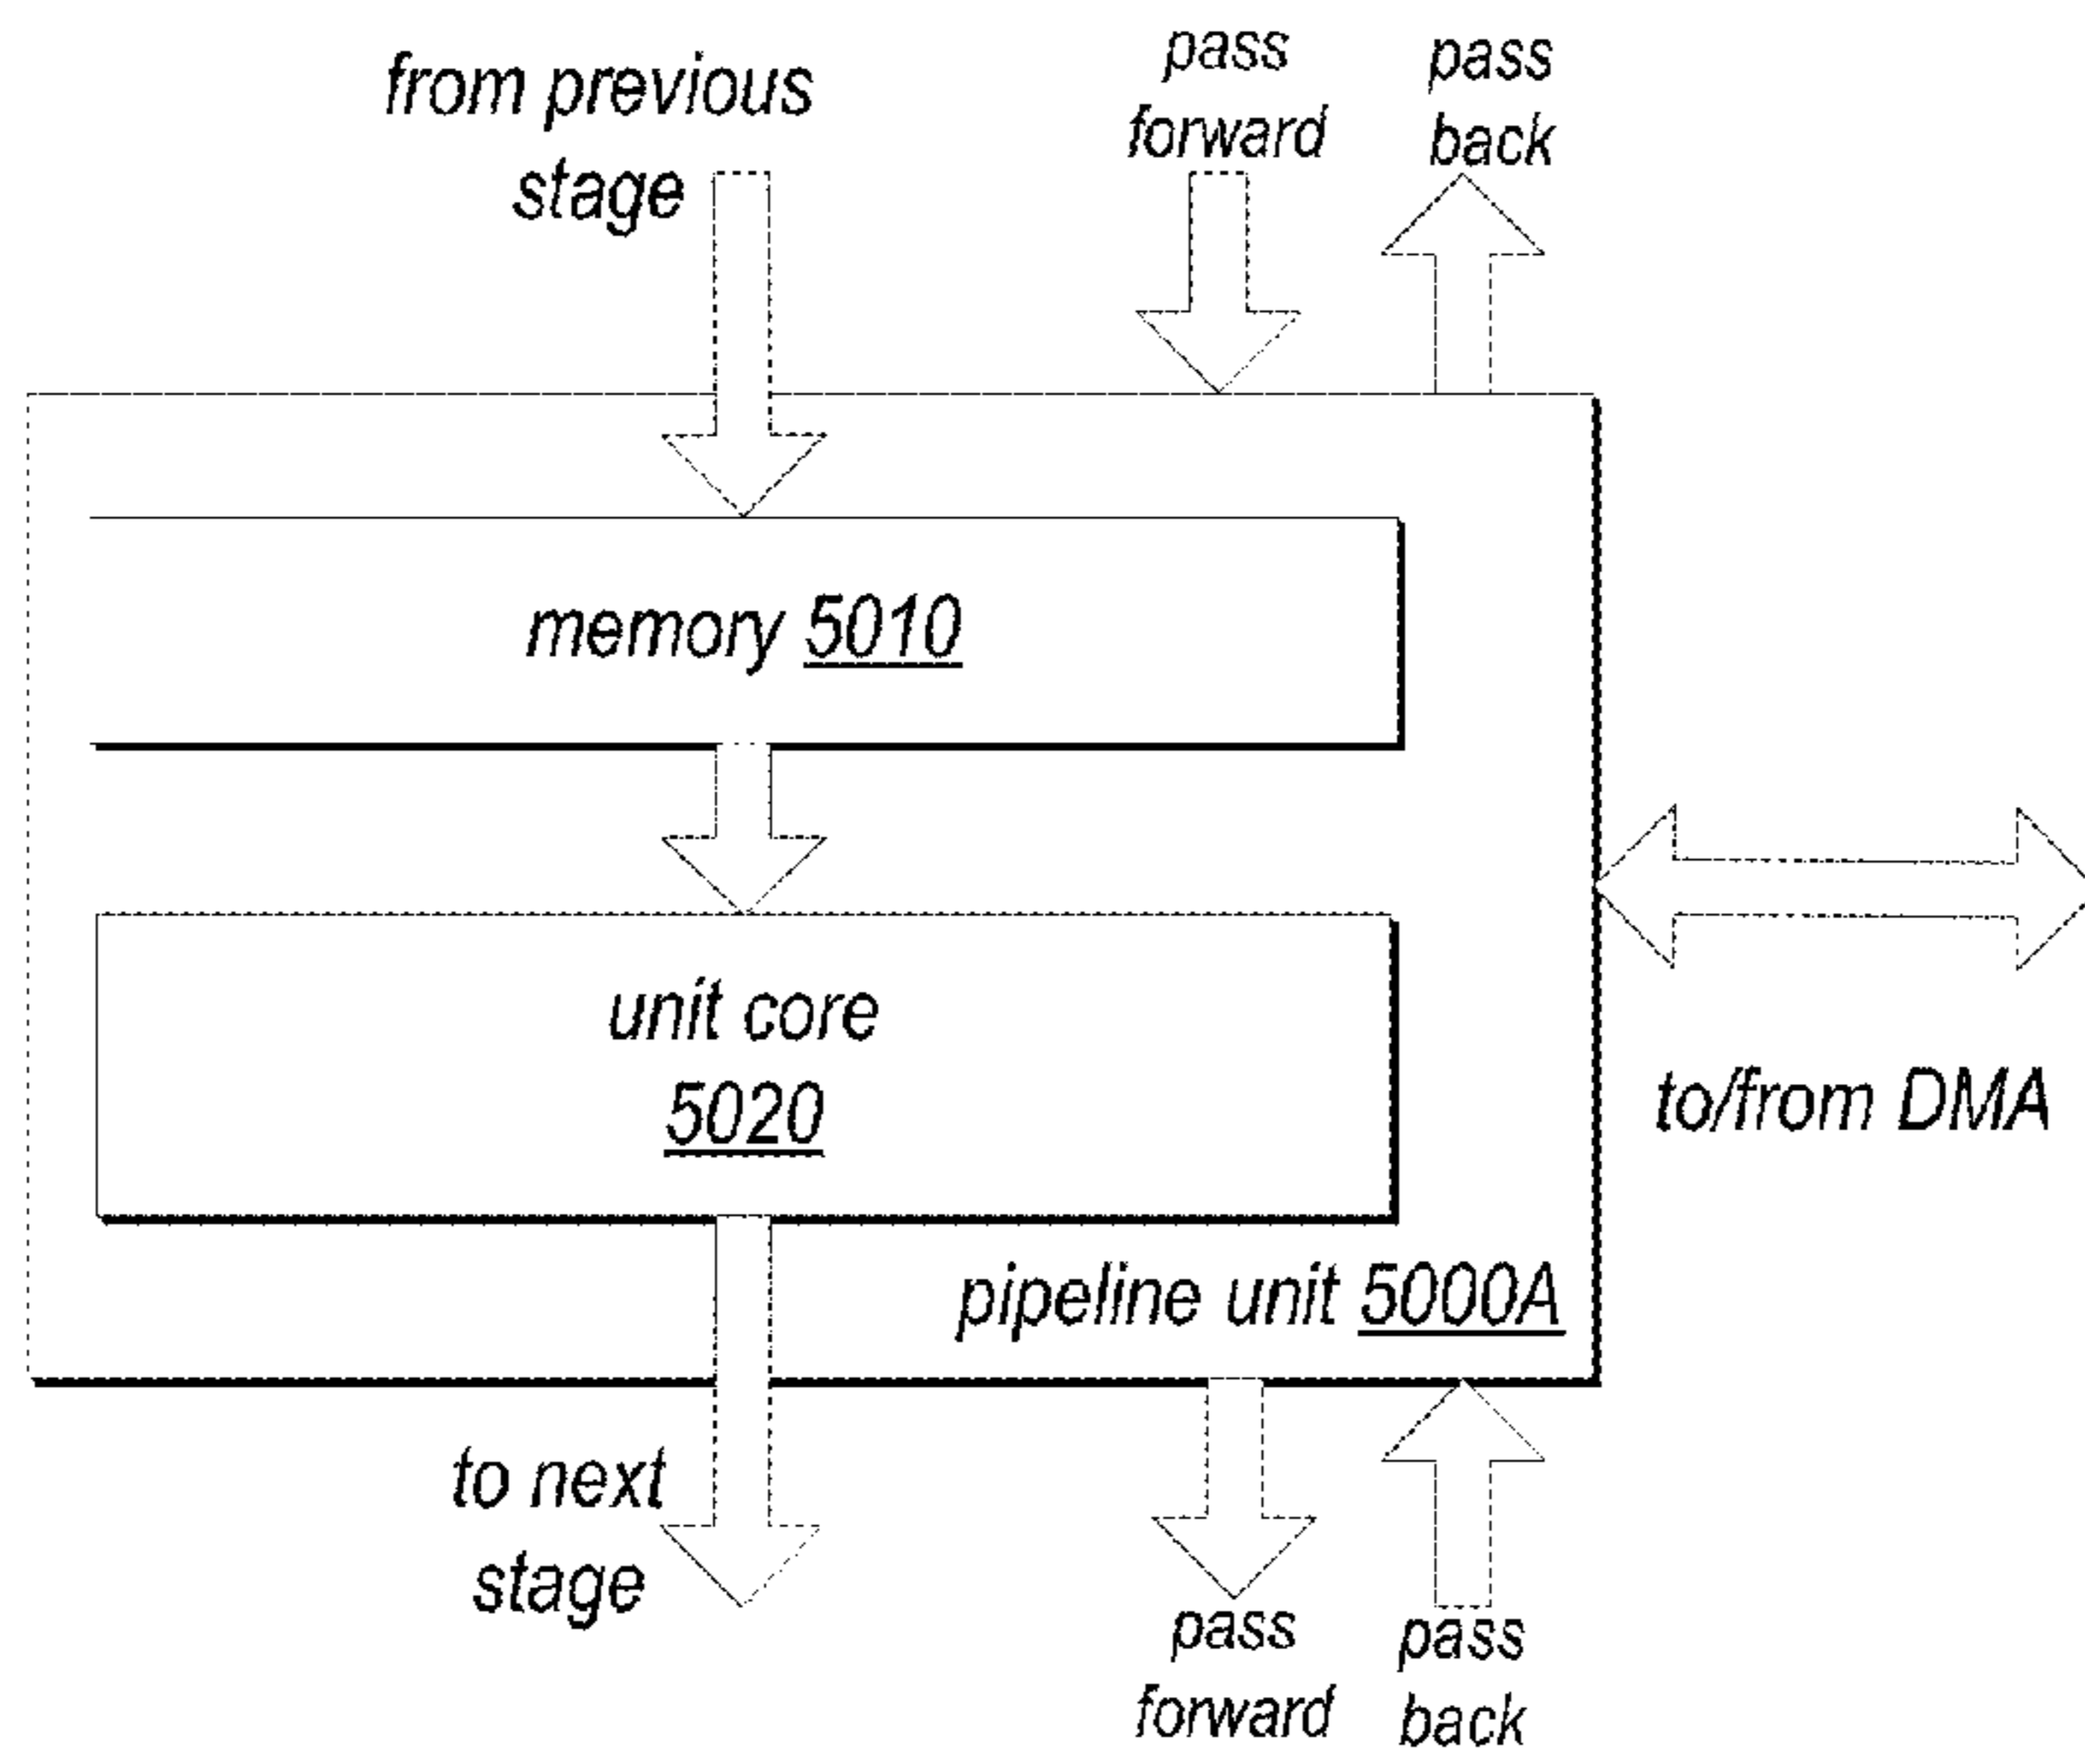 from previous
stage
pass
forward
pass
back
memory 5010
unit core
5020
to/from DMA
pipeline unit 5000A
to next
stage
pass
forward
pass
back